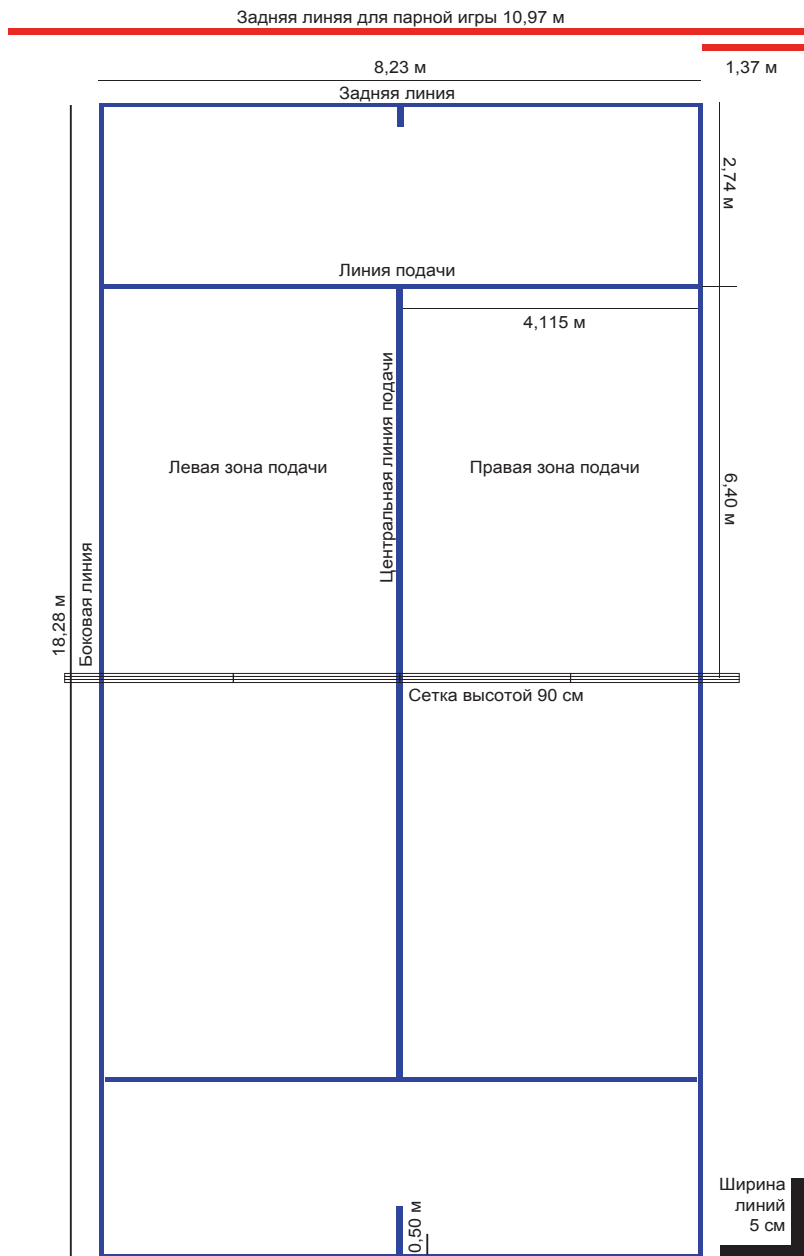 Задняя линия для парной игры 10,97 м
8,23 м
1,37 м
Задняя линия
2,74 м
Линия подачи
4,115 м
Центральная линия подачи
Левая зона подачи
Правая зона подачи
6,40 м
Боковая линия
18,28 м
Сетка высотой 90 см
Ширина
линий
5 см
0,50 м